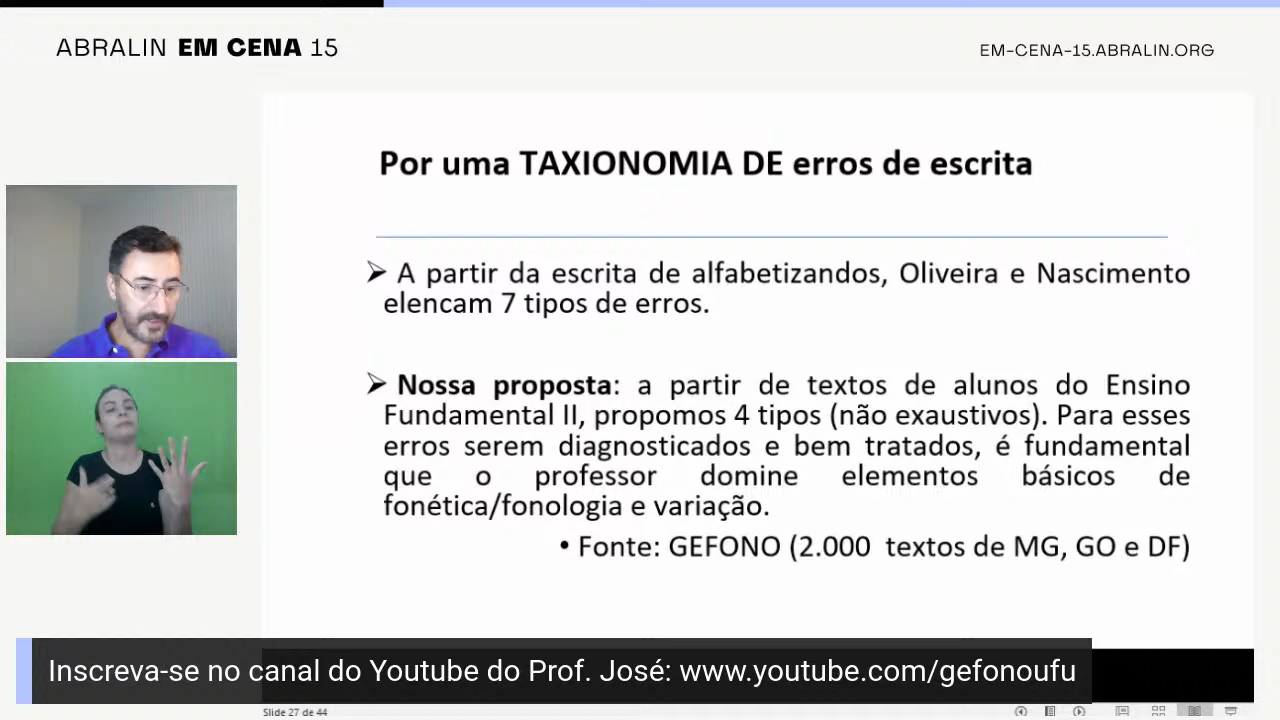 ABRALIN EM CENA 15
EM-CENA-15.ABRALIN.ORG
Por uma TAXIONOMIA DE erros de escrita
➢ A partir da escrita de alfabetizandos, Oliveira e Nascimento
elencam 7 tipos de erros.
➢ Nossa proposta: a partir de textos de alunos do Ensino
Fundamental II, propomos 4 tipos (não exaustivos). Para esses
erros serem diagnosticados e bem tratados, é fundamental
que o professor domine elementos básicos de
fonética/fonologia e variação.
• Fonte: GEFONO (2.000 textos de MG, GO e DF)
Inscreva-se no canal do Youtube do Prof. José: www.youtube.com/gefonoufu
Slide 27 de 44